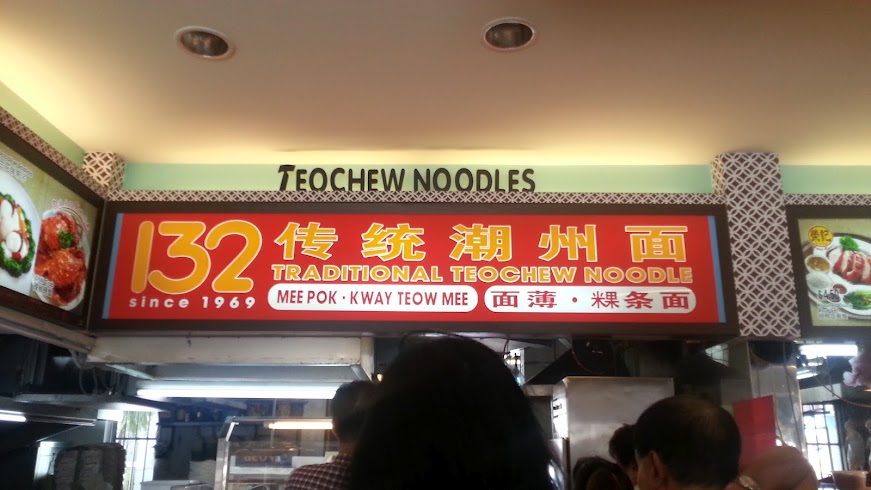 TEOCHEW NOODLES
132 传统潮州面
TRADITIONAL TEOCHEW NOODLE
since 1969 MEE POK · KWAY TEOW MEE 面薄 · 粿条面